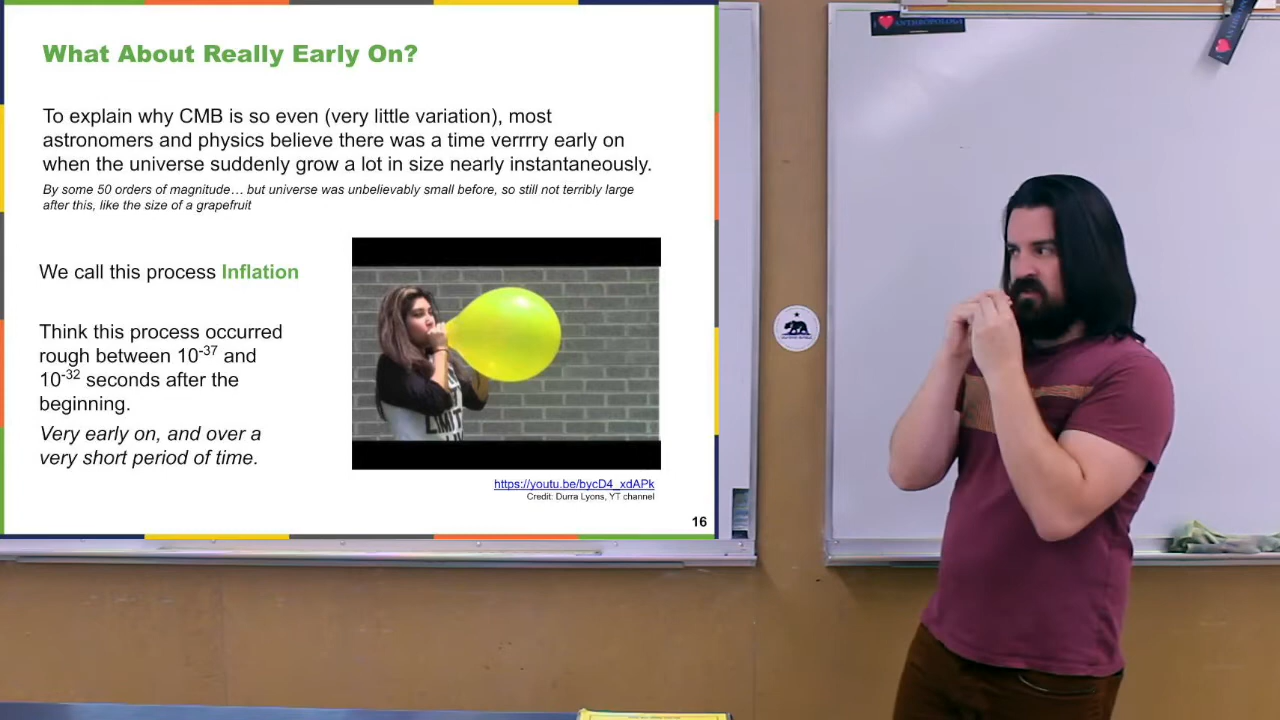 What About Really Early On?
To explain why CMB is so even (very little variation), most
astronomers and physics believe there was a time verrrry early on
when the universe suddenly grow a lot in size nearly instantaneously.
By some 50 orders of magnitude… but universe was unbelievably small before, so still not terribly large
after this, like the size of a grapefruit
We call this process Inflation
Think this process occurred
rough between 10⁻³⁷ and
10⁻³² seconds after the
beginning.
Very early on, and over a
very short period of time.
https://youtu.be/bycD4_xdAPk
Credit: Durra Lyons, YT channel
16
ANTHROPOLOGY